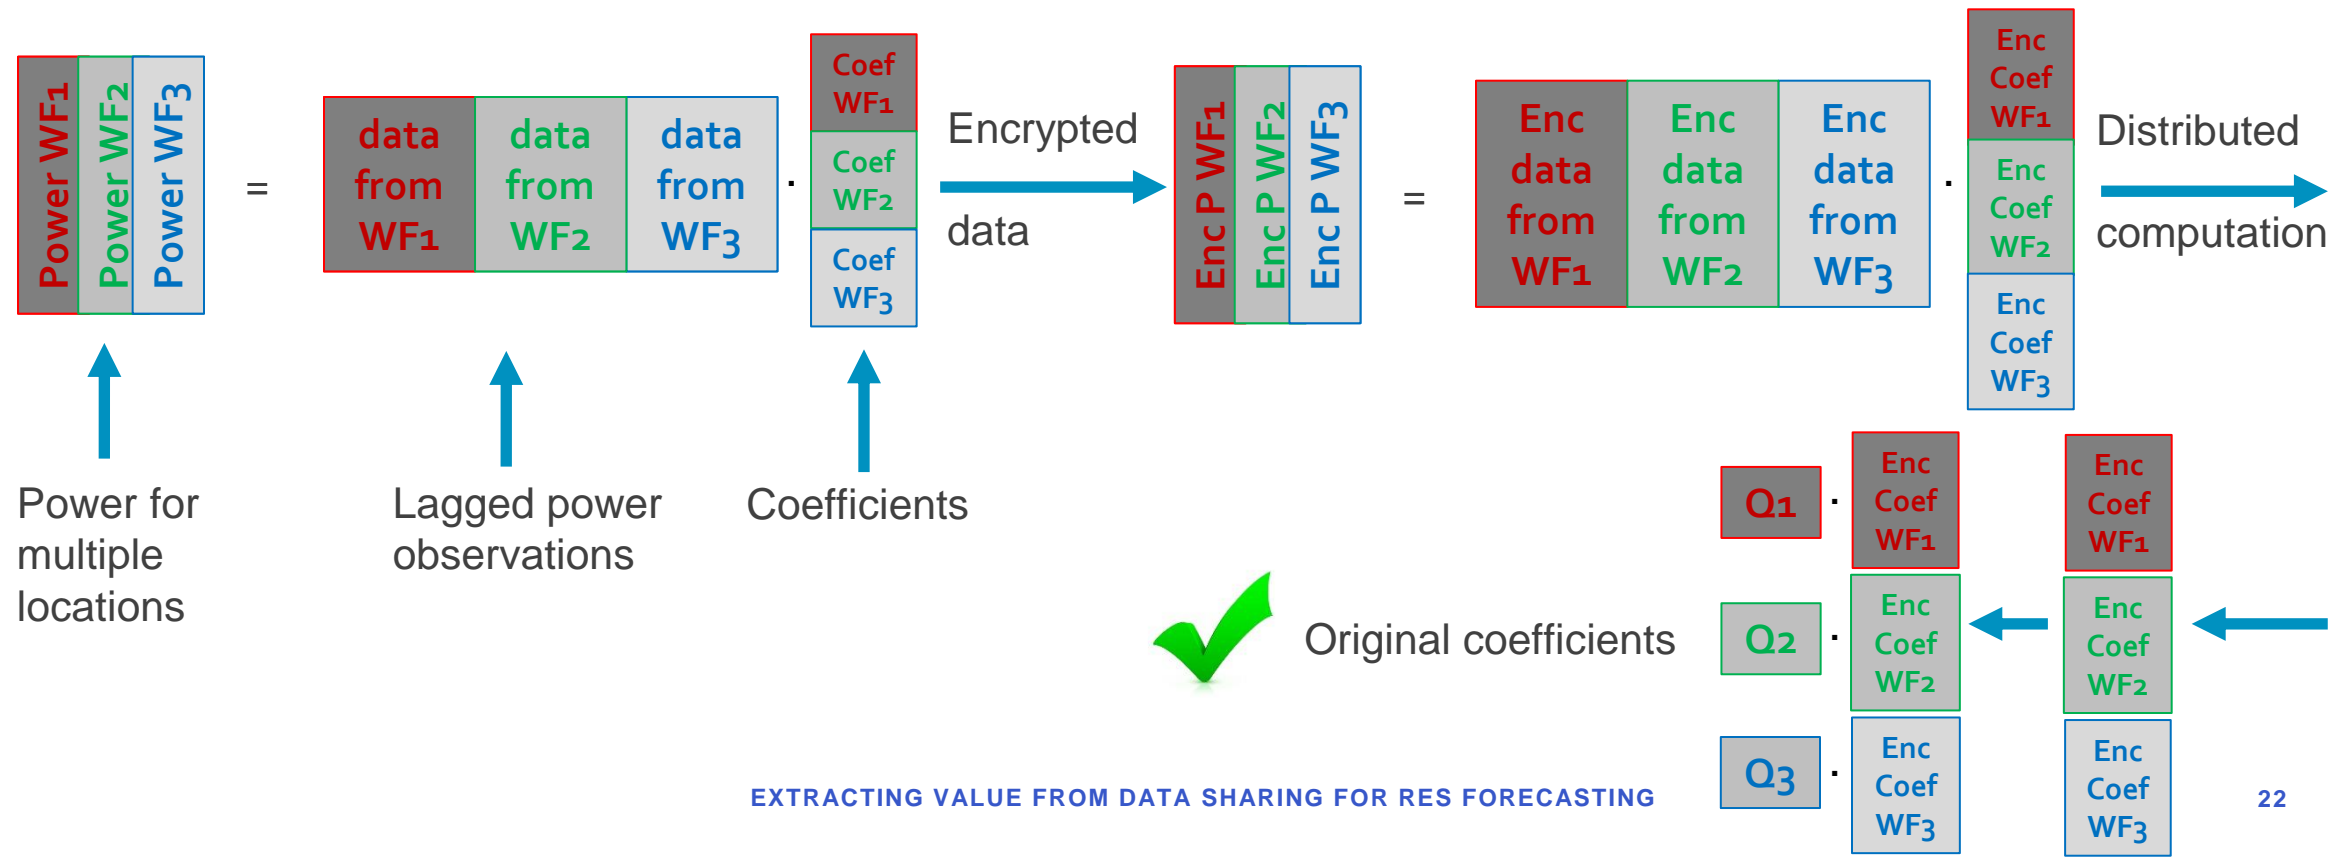 Power WF1
Power WF2
Power WF3
=
data
from
WF1
data
from
WF2
data
from
WF3
·
Coef
WF1
Coef
WF2
Coef
WF3
Encrypted
data
Enc P WF1
Enc P WF2
Enc P WF3
=
Enc
data
from
WF1
Enc
data
from
WF2
Enc
data
from
WF3
·
Enc
Coef
WF1
Enc
Coef
WF2
Enc
Coef
WF3
Distributed
computation
Power for
multiple
locations
Lagged power
observations
Coefficients
Original coefficients
Q1
·
Enc
Coef
WF1
Enc
Coef
WF1
Q2
·
Enc
Coef
WF2
Enc
Coef
WF2
Q3
·
Enc
Coef
WF3
Enc
Coef
WF3
EXTRACTING VALUE FROM DATA SHARING FOR RES FORECASTING
22